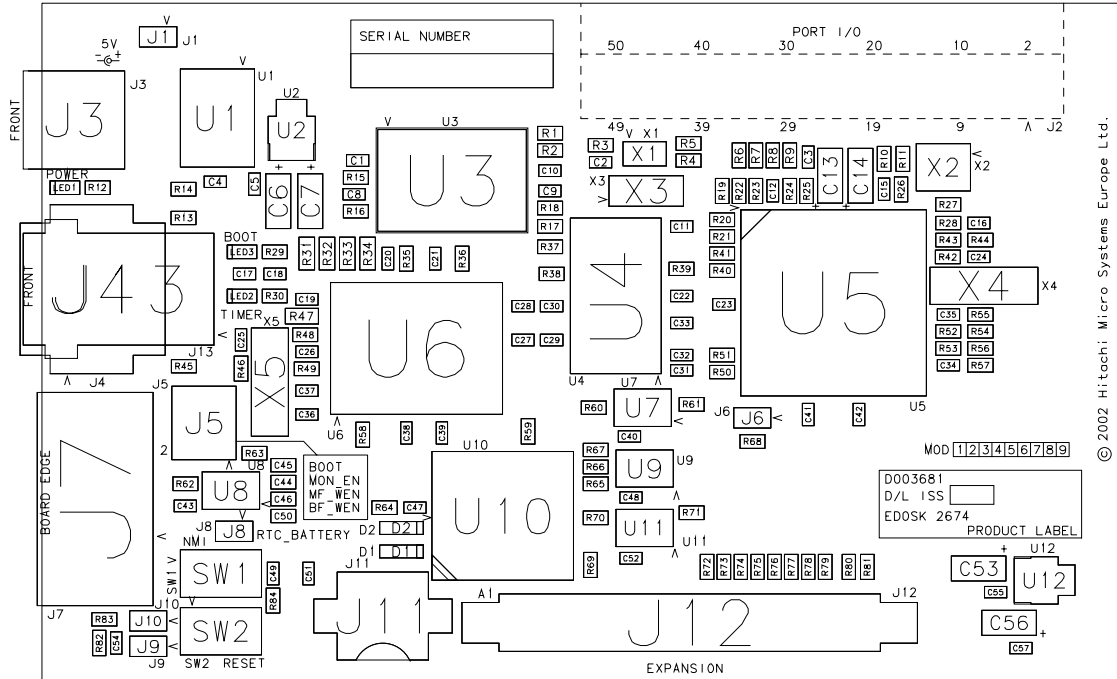 J1 J1
5V
SERIAL NUMBER
PORT I/O
50 40 30 20 10 2
49 39 29 19 9 J2
FRONT
J3 J3
U1 U1
U2
U2
U3
U3
POWER
LED1 R12
R14 C4 C5
R13
C6 C7
C1
R15
C8
R16
R1
R2
C10
C9
R18
R17
R37
R38
R3
C2
X1
X1
R5
R4
X3
X3
R6 R7 R8 R9 C3
C13 C14
R10 R11
X2 X2
R19 R22 R23 C12 R24 R25
C15 R26
R20
R21
R41
R40
C23
R51
R50
R27
R28 C16
R43 R44
R42 C24
X4 X4
C35 R55
R52 R54
R53 R56
C34 R57
FRONT
J4 J13
J4 3
J13
J4
R45
BOOT
LED3 R29
C17 C18
LED2 R30
TIMER
C19
R47
R31 R32 R33 R34 C20 R35 C21 R36
X5
X5
C25
R46
R48
C26
R49
C37
C36
U6
U6
C28 C30
C27 C29
U4
U4
C11
R39
C22
C33
C32
C31
U5
U5
U7
U7
R60 R61
C40
J6 J6
R68
C41 C42
J5
J5
2
R63
U8
U8
R62
C43
C45
C44
C46
C50
BOOT
MON_EN
MF_WEN
BF_WEN
R58 C38 C39 R59
U10
U10
R64 C47
R67
R66
R65
U9
U9
C48
R70 R71
U11
U11
C52
R69
J8
J8
RTC_BATTERY
D2 D2
D1 D1
BOARD EDGE
J7
J7
NMI
SW1
SW1
C49
R84
C51
J10
J10
R83
R82 C54
J9
J9
SW2
SW2 RESET
J11
J11
R72 R73 R74 R75 R76 R77 R78 R79 R80 R81
A1 J12
J12
EXPANSION
MOD 1 2 3 4 5 6 7 8 9
D003681
D/L ISS
EDOSK 2674
PRODUCT LABEL
C53
C55
C56
C57
U12
U12
© 2002 Hitachi Micro Systems Europe Ltd.